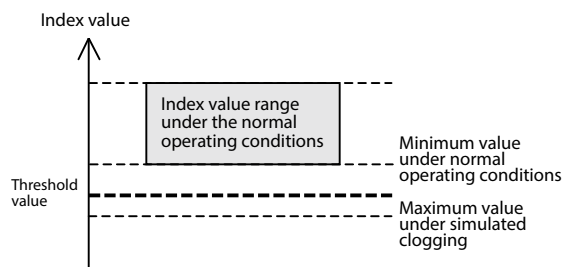 Index value
Index value range
under the normal
operating conditions
Minimum value
under normal
operating conditions
Threshold
value
Maximum value
under simulated
clogging